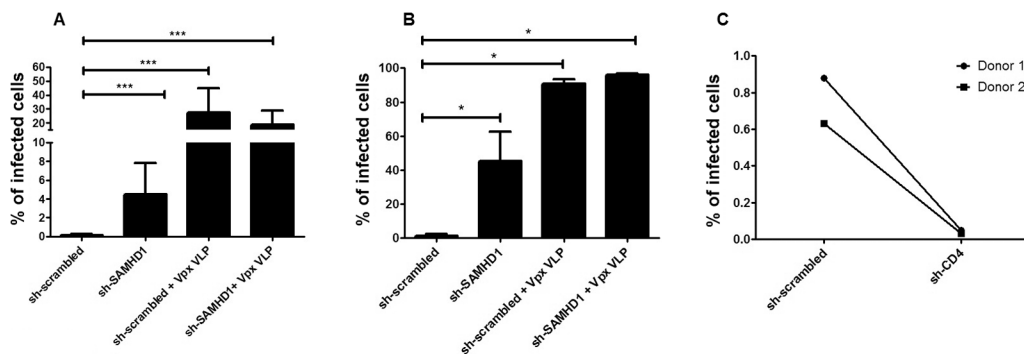 A
% of infected cells
60
50
40
30
20
10
10
8
6
4
2
0
***
***
***
sh-scrambled
sh-SAMHD1
sh-scrambled + Vpx VLP
sh-SAMHD1+ Vpx VLP
B
% of infected cells
100
80
60
40
20
0
*
*
*
sh-scrambled
sh-SAMHD1
sh-scrambled + Vpx VLP
sh-SAMHD1 + Vpx VLP
C
% of infected cells
1.0
0.8
0.6
0.4
0.2
0.0
Donor 1
Donor 2
sh-scrambled
sh-CD4